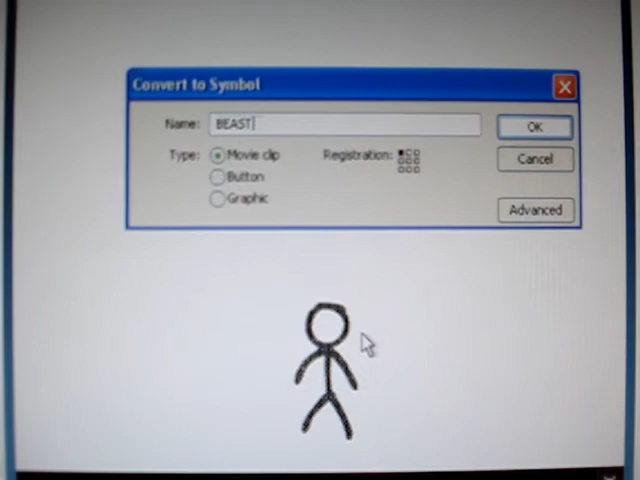 Convert to Symbol
Name: BEAST
OK
Type: Movie clip Registration:
Cancel
Button
Graphic
Advanced